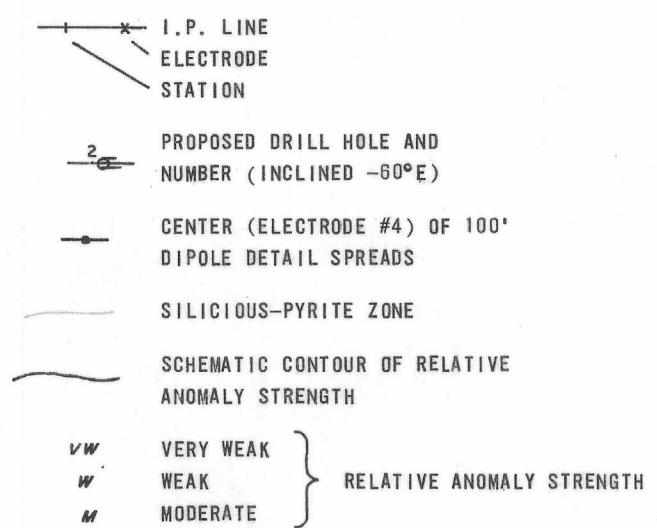 I.P. LINE
ELECTRODE
STATION
2
PROPOSED DRILL HOLE AND
NUMBER (INCLINED -60°E)
CENTER (ELECTRODE #4) OF 100'
DIPOLE DETAIL SPREADS
SILICIOUS-PYRITE ZONE
SCHEMATIC CONTOUR OF RELATIVE
ANOMALY STRENGTH
VW VERY WEAK
W WEAK
RELATIVE ANOMALY STRENGTH
M MODERATE